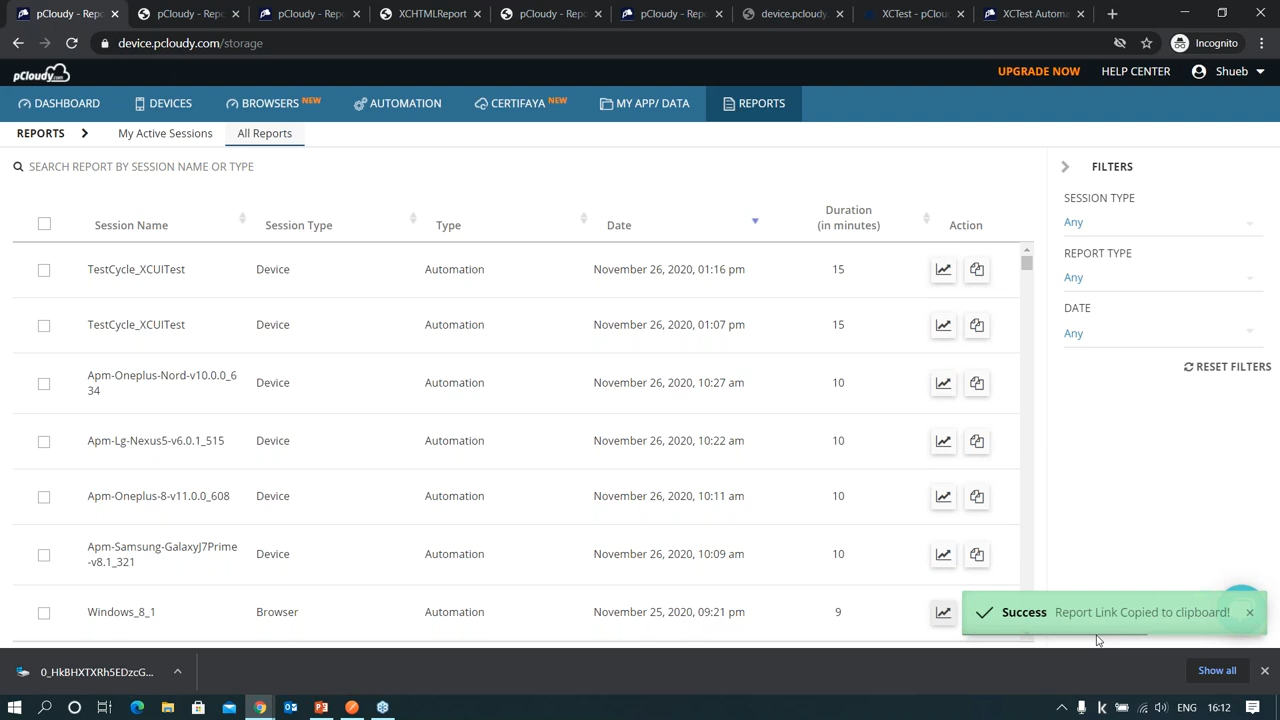 pCloudy - Repo
pCloudy - Repo
pCloudy - Repo
XCHTMLReport
pCloudy - Repo
pCloudy - Repo
device.pcloudy.
XCTest - pClou
XCTest Automa
device.pcloudy.com/storage
Incognito
pCloudy.com
UPGRADE NOW
HELP CENTER
Shueb
DASHBOARD
DEVICES
BROWSERS NEW
AUTOMATION
CERTIFAYA NEW
MY APP/ DATA
REPORTS
REPORTS
My Active Sessions
All Reports
SEARCH REPORT BY SESSION NAME OR TYPE
Session Name Session Type Type Date Duration
(in minutes) Action
TestCycle_XCUITest Device Automation November 26, 2020, 01:16 pm 15
TestCycle_XCUITest Device Automation November 26, 2020, 01:07 pm 15
Apm-Oneplus-Nord-v10.0.0_6
34 Device Automation November 26, 2020, 10:27 am 10
Apm-Lg-Nexus5-v6.0.1_515 Device Automation November 26, 2020, 10:22 am 10
Apm-Oneplus-8-v11.0.0_608 Device Automation November 26, 2020, 10:11 am 10
Apm-Samsung-GalaxyJ7Prime
-v8.1_321 Device Automation November 26, 2020, 10:09 am 10
Windows_8_1 Browser Automation November 25, 2020, 09:21 pm 9
FILTERS
SESSION TYPE
Any
REPORT TYPE
Any
DATE
Any
RESET FILTERS
Success Report Link Copied to clipboard!
0_HkBHXTXRh5EDzcG...
Show all
ENG 16:12